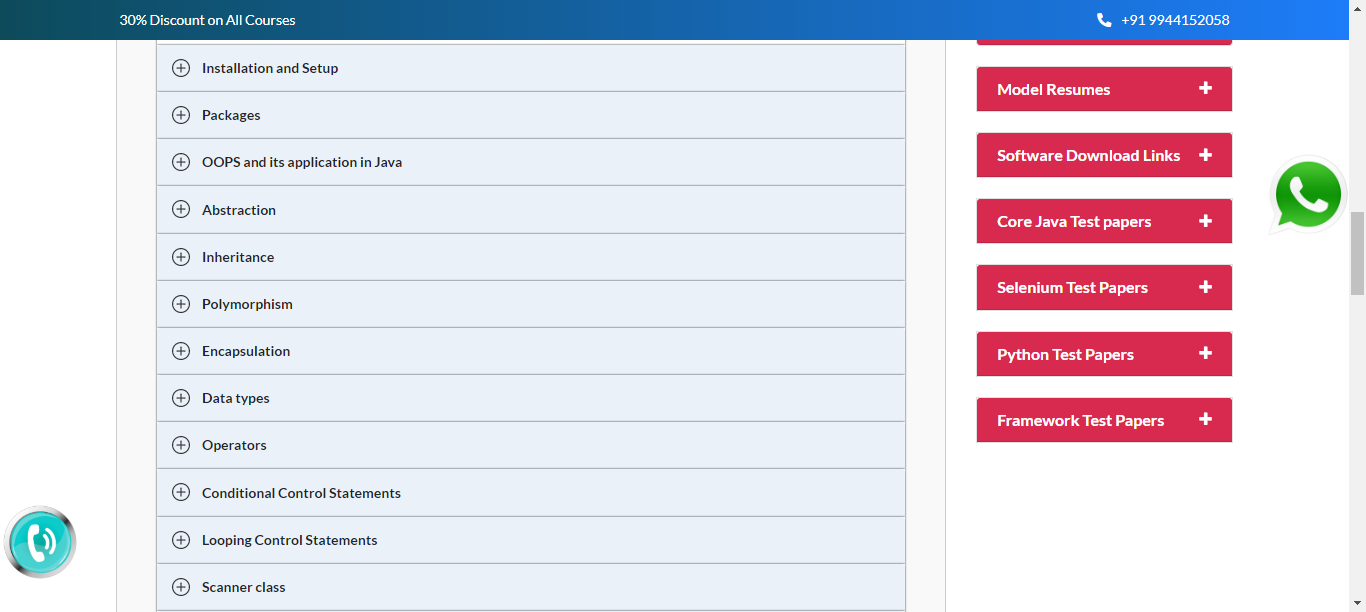 30% Discount on All Courses
+91 9944152058
Installation and Setup
Packages
OOPS and its application in Java
Abstraction
Inheritance
Polymorphism
Encapsulation
Data types
Operators
Conditional Control Statements
Looping Control Statements
Scanner class
Model Resumes
Software Download Links
Core Java Test papers
Selenium Test Papers
Python Test Papers
Framework Test Papers